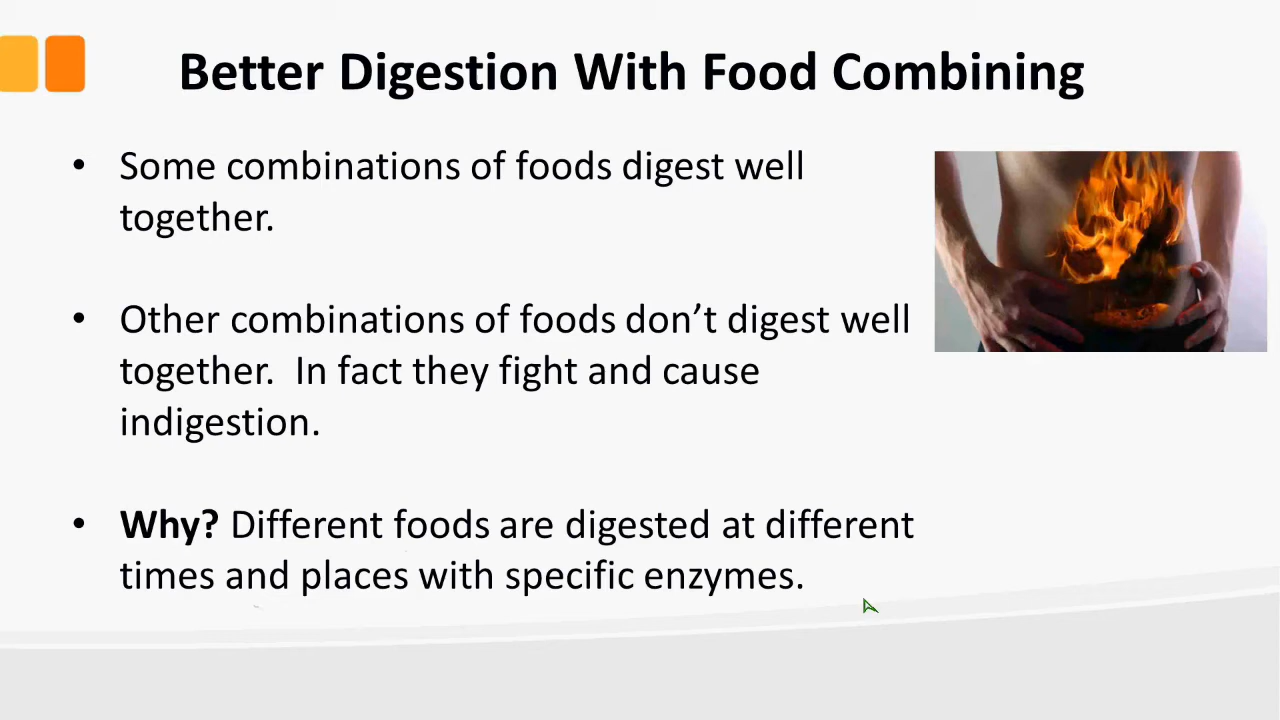 Better Digestion With Food Combining
• Some combinations of foods digest well
together.
• Other combinations of foods don’t digest well
together.  In fact they fight and cause
indigestion.
• Why? Different foods are digested at different
times and places with specific enzymes.